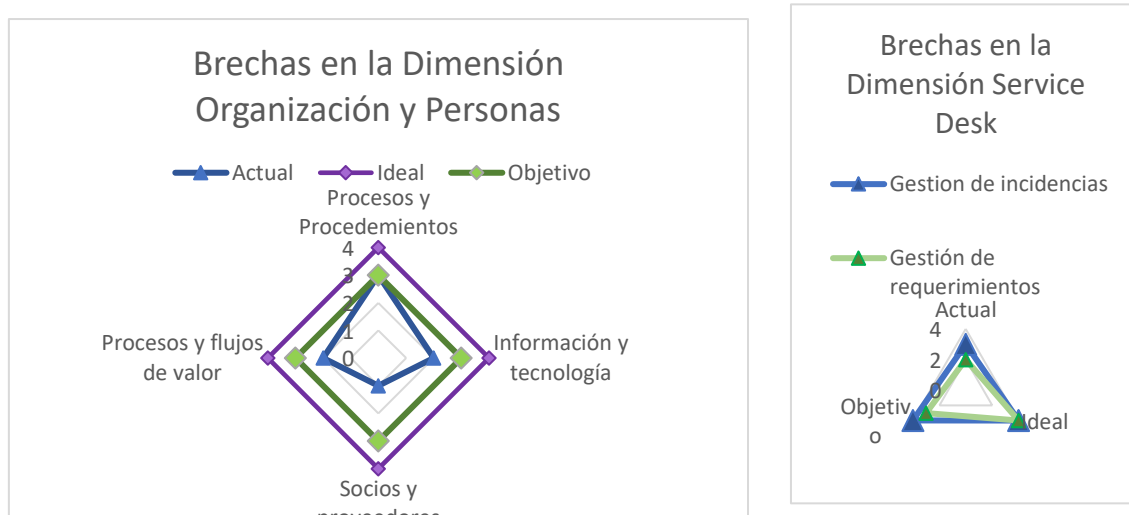 Brechas en la Dimensión
Organización y Personas
Actual
Ideal
Objetivo
Procesos y
Procedemientos
4
3
2
1
0
Procesos y flujos
de valor
Información y
tecnología
Socios y
proveedores
Brechas en la
Dimensión Service
Desk
Gestion de incidencias
Gestión de
requerimientos
Actual
4
2
0
Objetiv
o
Ideal